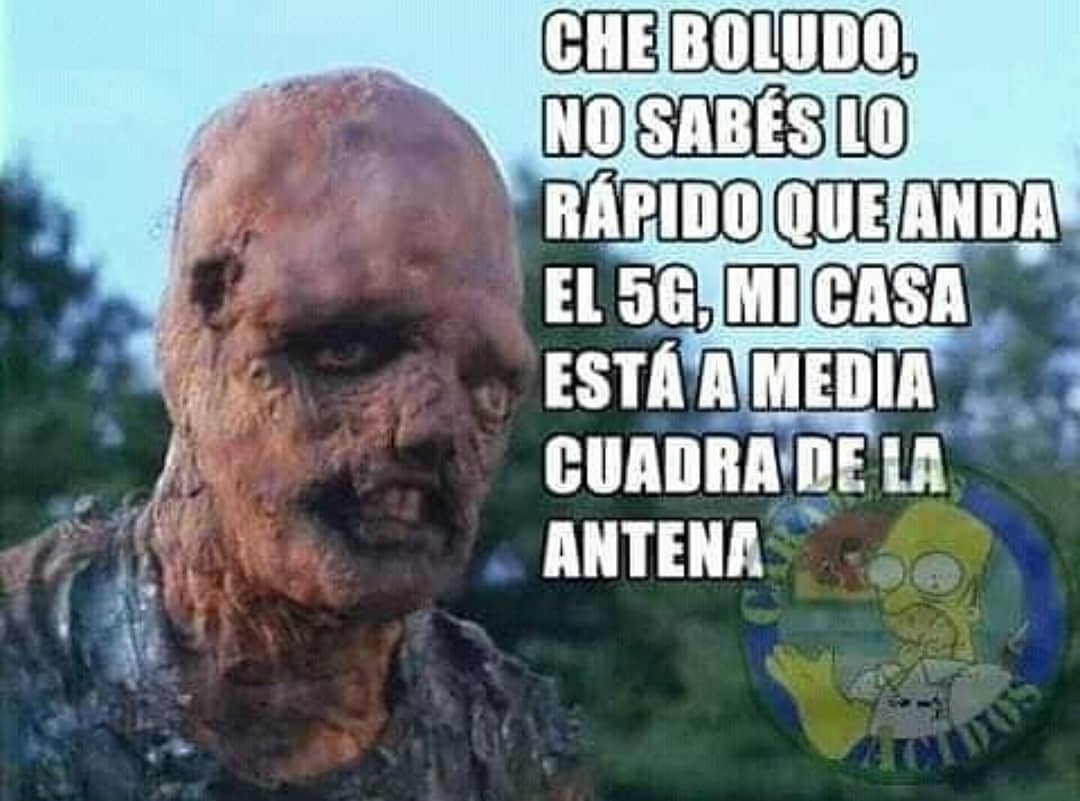 CHE BOLUDO,
NO SABÉS LO
RÁPIDO QUE ANDA
EL 5G, MI CASA
ESTÁ A MEDIA
CUADRA DE LA
ANTENA